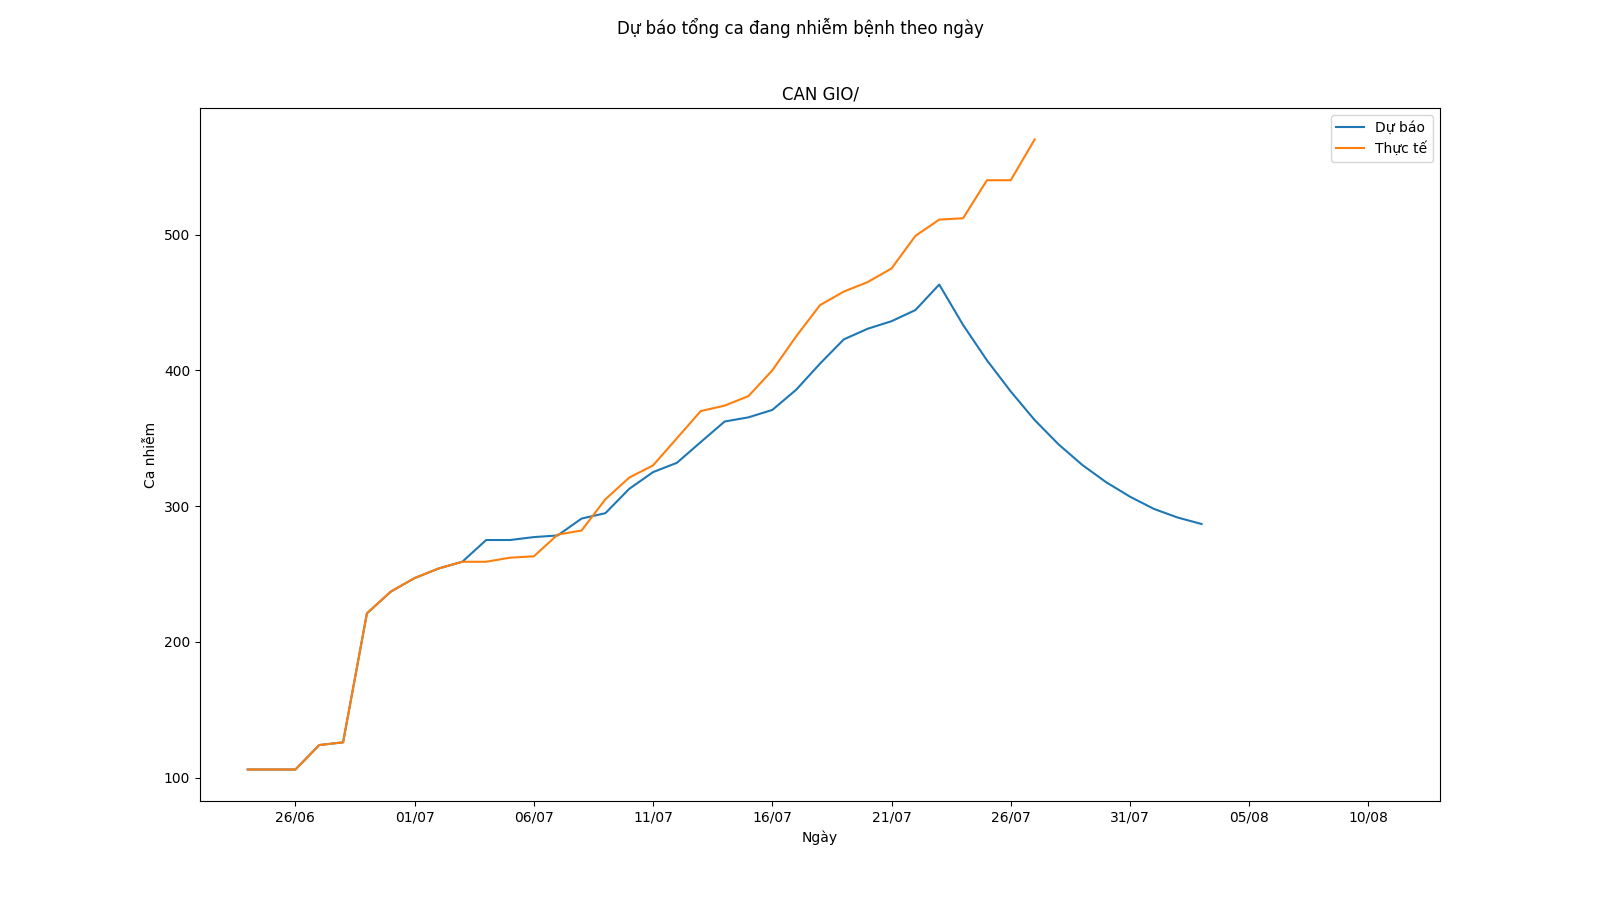 Dự báo tổng ca đang nhiễm bệnh theo ngày
CAN GIO/
Dự báo
Thực tế
500
400
300
200
100
Ca nhiễm
26/06 01/07 06/07 11/07 16/07 21/07 26/07 31/07 05/08 10/08
Ngày